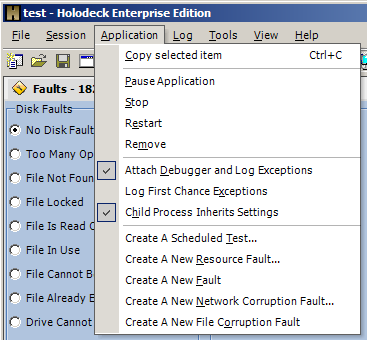 test - Holodeck Enterprise Edition
File Session Application Log Tools View Help
Copy selected item Ctrl+C
Pause Application
Stop
Restart
Remove
Attach Debugger and Log Exceptions
Log First Chance Exceptions
Child Process Inherits Settings
Create A Scheduled Test...
Create A New Resource Fault...
Create A New Fault
Create A New Network Corruption Fault...
Create A New File Corruption Fault
Faults - 182
Disk Faults
No Disk Fault
Too Many Op
File Not Foun
File Locked
File Is Read O
File In Use
File Cannot B
File Already E
Drive Cannot